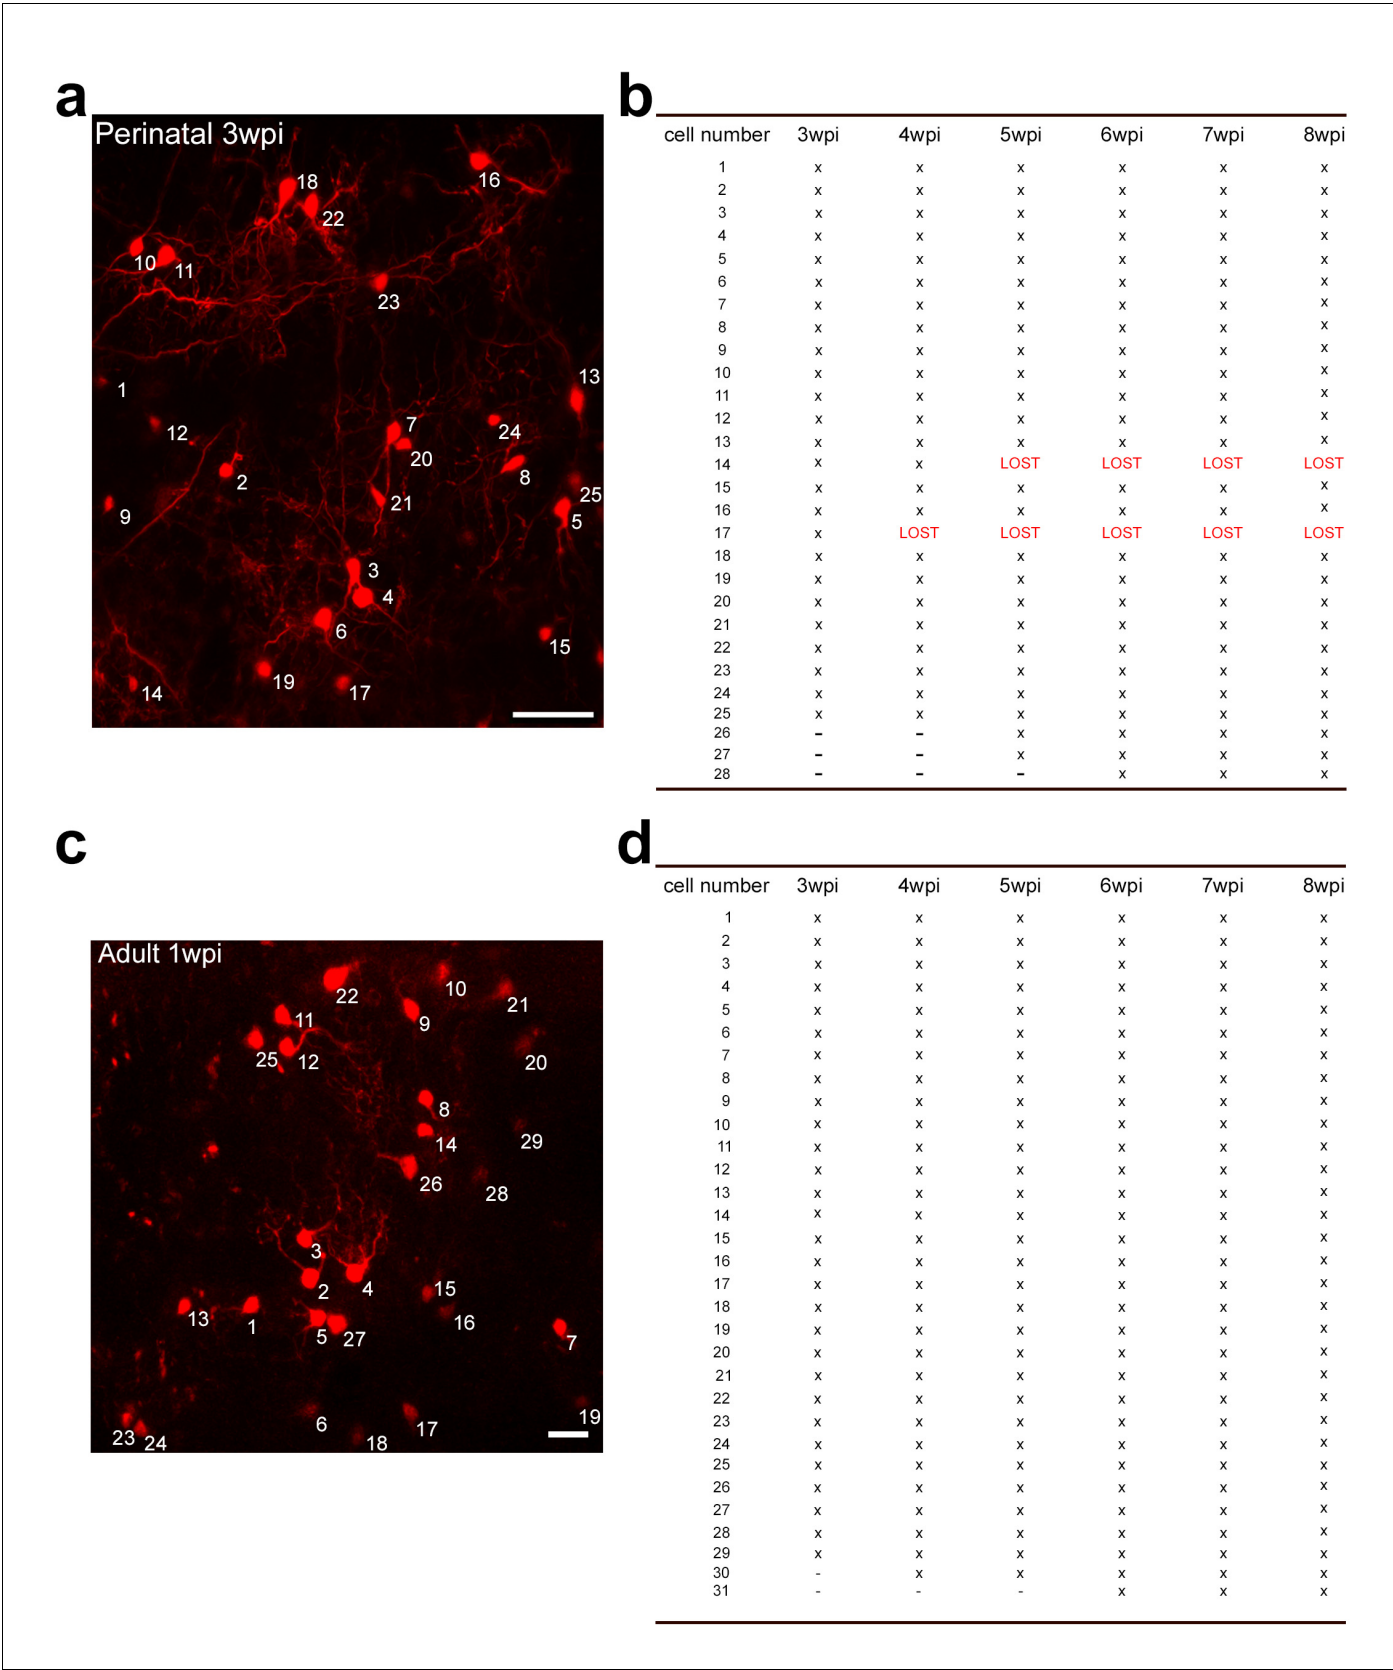 a
Perinatal 3wpi
18
16
22
10
11
23
1
13
12
7
24
20
2
8
25
21
9
5
3
4
6
15
19
17
14
b
cell number 3wpi 4wpi 5wpi 6wpi 7wpi 8wpi
1 x x x x x x
2 x x x x x x
3 x x x x x x
4 x x x x x x
5 x x x x x x
6 x x x x x x
7 x x x x x x
8 x x x x x x
9 x x x x x x
10 x x x x x x
11 x x x x x x
12 x x x x x x
13 x x x x x x
14 x x LOST LOST LOST LOST
15 x x x x x x
16 x x x x x x
17 x LOST LOST LOST LOST LOST
18 x x x x x x
19 x x x x x x
20 x x x x x x
21 x x x x x x
22 x x x x x x
23 x x x x x x
24 x x x x x x
25 x x x x x x
26 – – x x x x
27 – – x x x x
28 – – – x x x
c
Adult 1wpi
22
10
21
11
9
25
12
20
8
14
29
26
28
3
2
4
15
13
1
5
27
16
7
6
17
19
23
24
18
d
cell number 3wpi 4wpi 5wpi 6wpi 7wpi 8wpi
1 x x x x x x
2 x x x x x x
3 x x x x x x
4 x x x x x x
5 x x x x x x
6 x x x x x x
7 x x x x x x
8 x x x x x x
9 x x x x x x
10 x x x x x x
11 x x x x x x
12 x x x x x x
13 x x x x x x
14 x x x x x x
15 x x x x x x
16 x x x x x x
17 x x x x x x
18 x x x x x x
19 x x x x x x
20 x x x x x x
21 x x x x x x
22 x x x x x x
23 x x x x x x
24 x x x x x x
25 x x x x x x
26 x x x x x x
27 x x x x x x
28 x x x x x x
29 x x x x x x
30 - x x x x x
31 - - - x x x